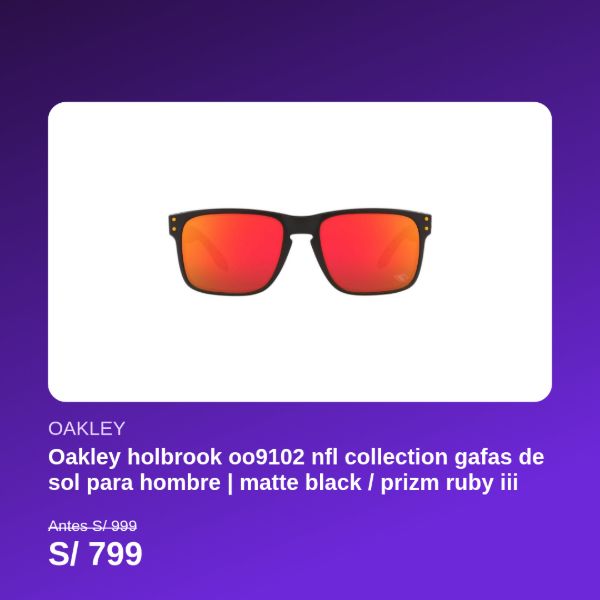 OAKLEY
Oakley holbrook oo9102 nfl collection gafas de
sol para hombre | matte black / prizm ruby iii
Antes S/ 999
S/ 799